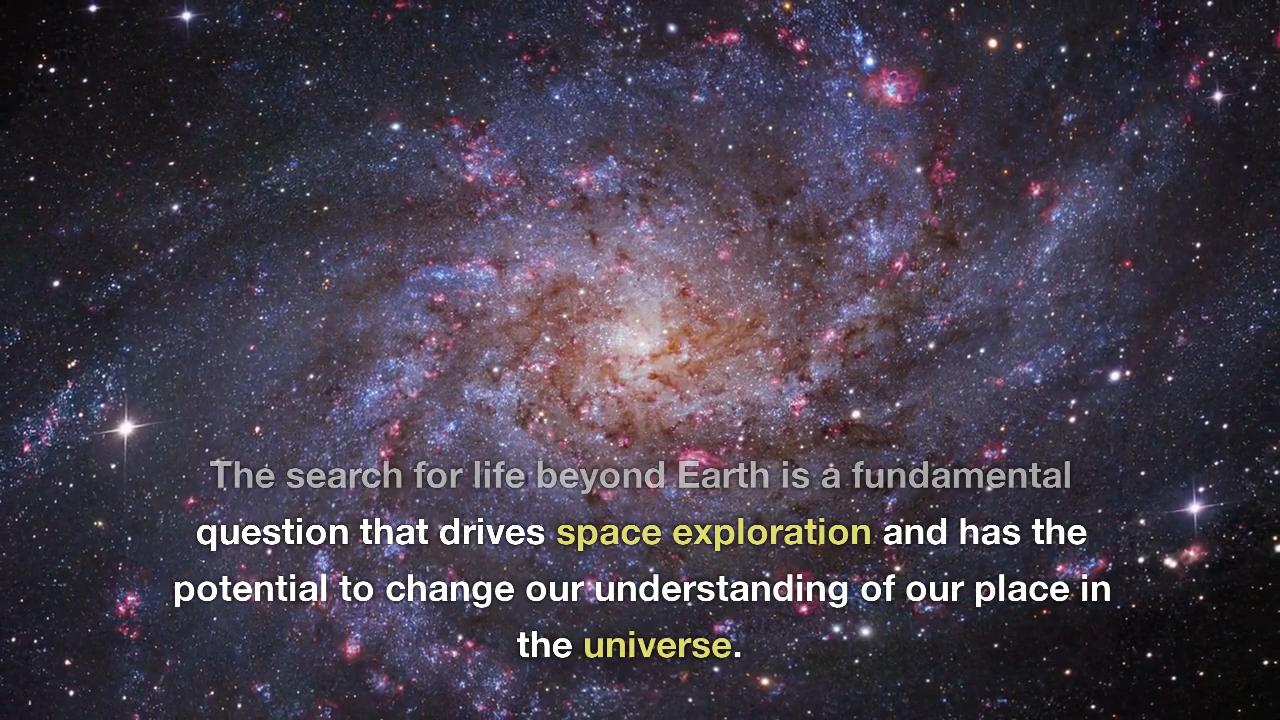 The search for life beyond Earth is a fundamental
question that drives space exploration and has the
potential to change our understanding of our place in
the universe.